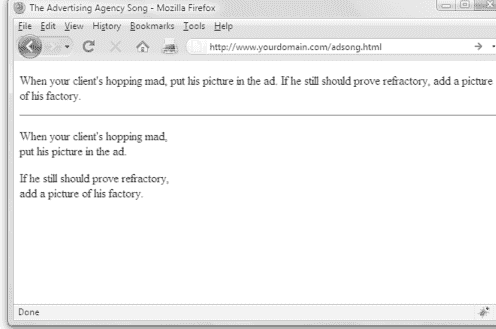 The Advertising Agency Song - Mozilla Firefox
File Edit View History Bookmarks Tools Help
http://www.yourdomain.com/adsong.html
When your client's hopping mad, put his picture in the ad. If he still should prove refractory, add a picture
of his factory.
When your client's hopping mad,
put his picture in the ad.
If he still should prove refractory,
add a picture of his factory.
Done